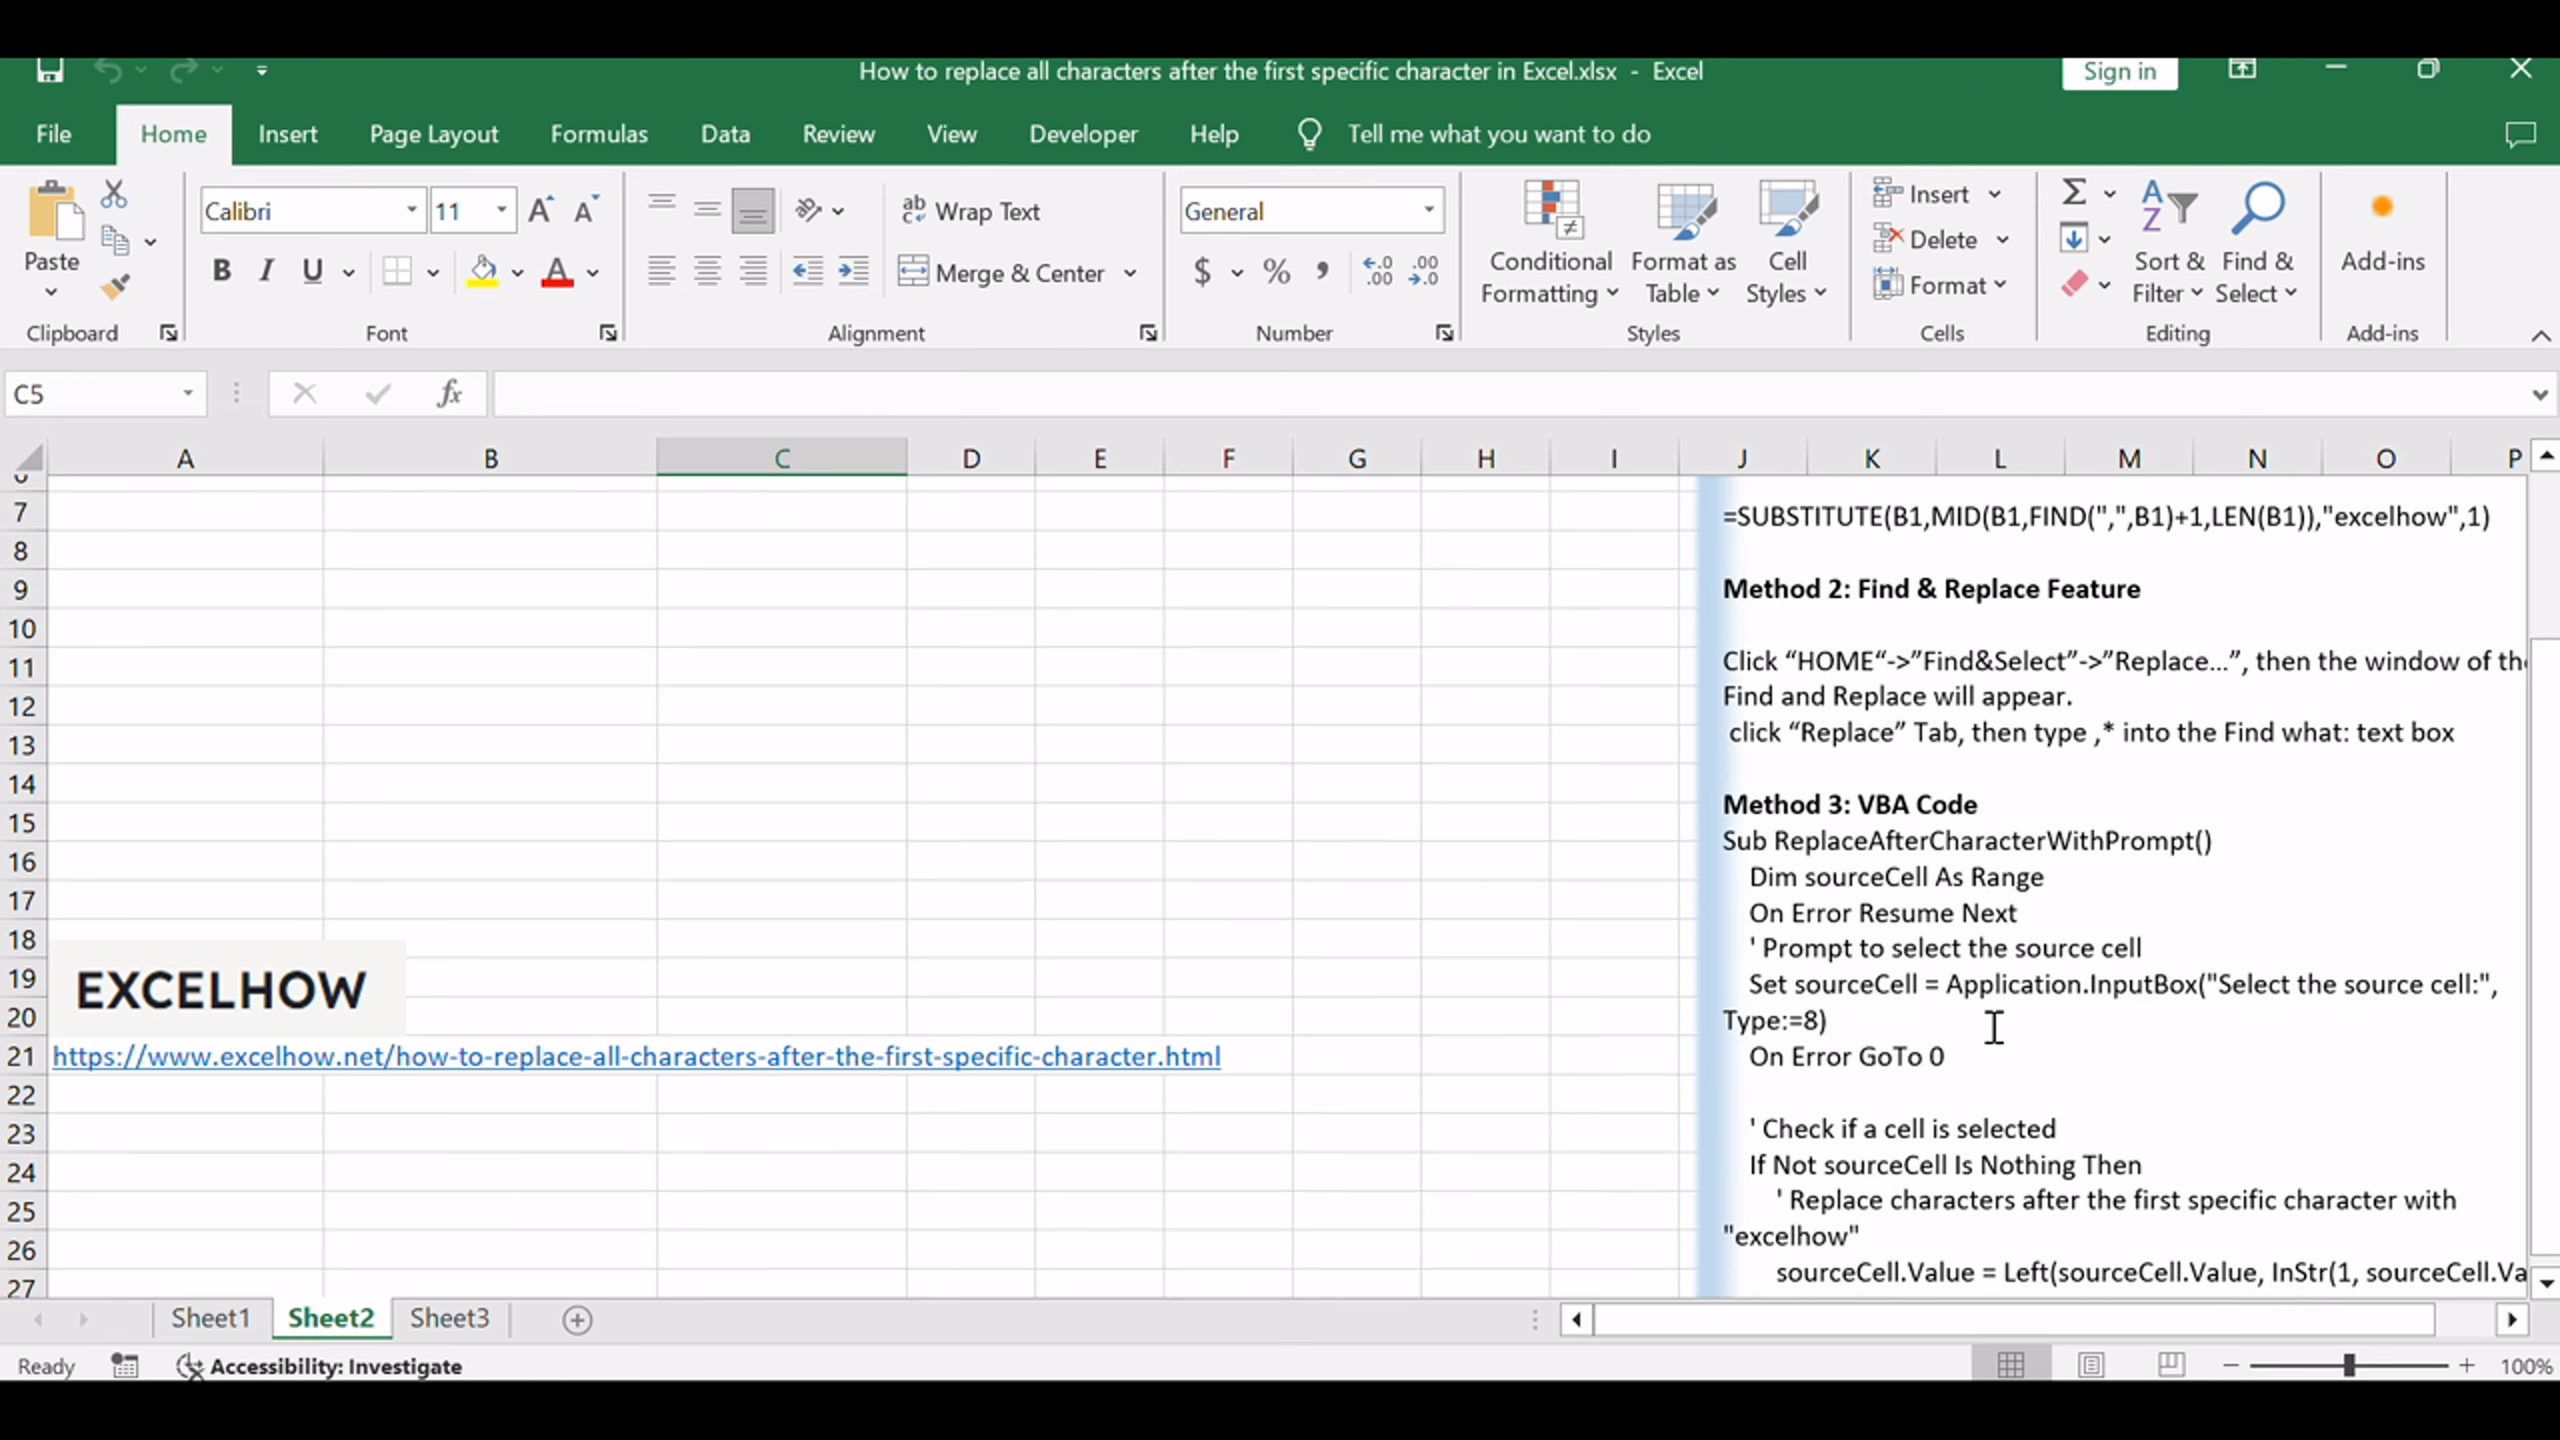 How to replace all characters after the first specific character in Excel.xlsx - Excel
Sign in
File Home Insert Page Layout Formulas Data Review View Developer Help Tell me what you want to do
Paste
Clipboard
Calibri 11
B I U A
Font
ab Wrap Text
Merge & Center
Alignment
General
$ % ,
Number
Conditional Formatting
Format as Table
Cell Styles
Styles
Insert
Delete
Format
Cells
Sort & Filter
Find & Select
Editing
Add-ins
Add-ins
C5
fx
A B C D E F G H I J K L M N O P
7
8
9
10
11
12
13
14
15
16
17
18
19
20
21
22
23
24
25
26
27
EXCELHOW
https://www.excelhow.net/how-to-replace-all-characters-after-the-first-specific-character.html
=SUBSTITUTE(B1,MID(B1,FIND(",",B1)+1,LEN(B1)),"excelhow",1)
Method 2: Find & Replace Feature
Click “HOME“->”Find&Select”->”Replace…”, then the window of the
Find and Replace will appear.
click “Replace” Tab, then type ,* into the Find what: text box
Method 3: VBA Code
Sub ReplaceAfterCharacterWithPrompt()
Dim sourceCell As Range
On Error Resume Next
' Prompt to select the source cell
Set sourceCell = Application.InputBox("Select the source cell:",
Type:=8)
On Error GoTo 0
' Check if a cell is selected
If Not sourceCell Is Nothing Then
' Replace characters after the first specific character with
"excelhow"
sourceCell.Value = Left(sourceCell.Value, InStr(1, sourceCell.Va
Sheet1 Sheet2 Sheet3
Ready Accessibility: Investigate 100%